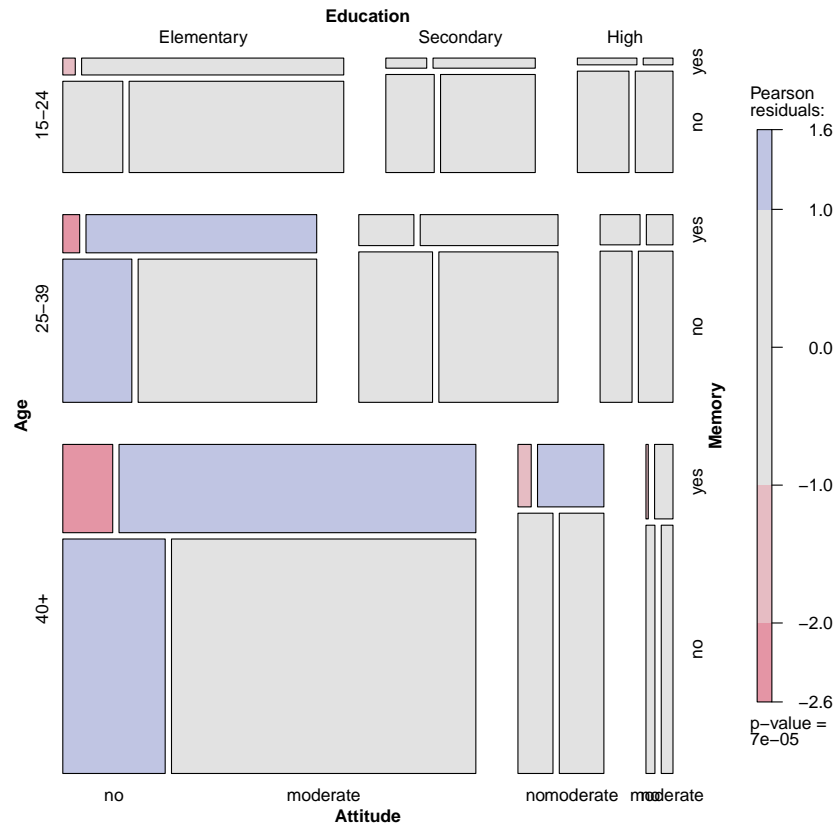 Education
Elementary Secondary High
15−24
yes
no
25−39
yes
no
40+
yes
no
Age
Memory
no moderate nomoderate no moderate
Attitude
Pearson
residuals:
1.6
1.0
0.0
−1.0
−2.0
−2.6
p−value =
7e−05